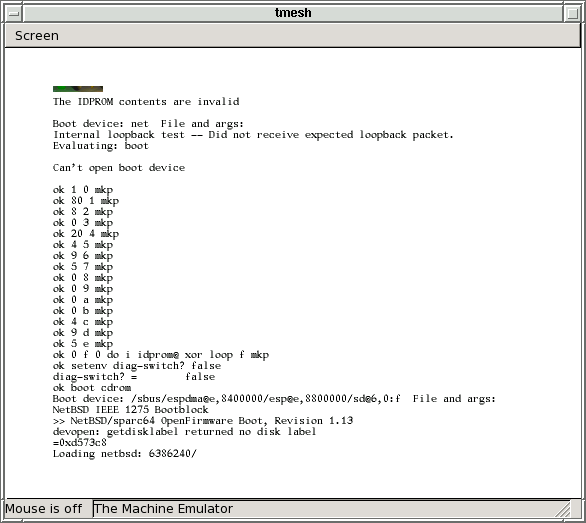 tmesh
Screen
The IDPROM contents are invalid
Boot device: net  File and args:
Internal loopback test -- Did not receive expected loopback packet.
Evaluating: boot
Can't open boot device
ok 1 0 mkp
ok 80 1 mkp
ok 8 2 mkp
ok 0 3 mkp
ok 20 4 mkp
ok 4 5 mkp
ok 9 6 mkp
ok 5 7 mkp
ok 0 8 mkp
ok 0 9 mkp
ok 0 a mkp
ok 0 b mkp
ok 4 c mkp
ok 9 d mkp
ok 5 e mkp
ok 0 f 0 do i idprom@ xor loop f mkp
ok setenv diag-switch? false
diag-switch? =        false
ok boot cdrom
Boot device: /sbus/espdma@e,8400000/esp@e,8800000/sd@6,0:f  File and args:
NetBSD IEEE 1275 Bootblock
>> NetBSD/sparc64 OpenFirmware Boot, Revision 1.13
devopen: getdisklabel returned no disk label
=0xd573c8
Loading netbsd: 6386240/
Mouse is off The Machine Emulator